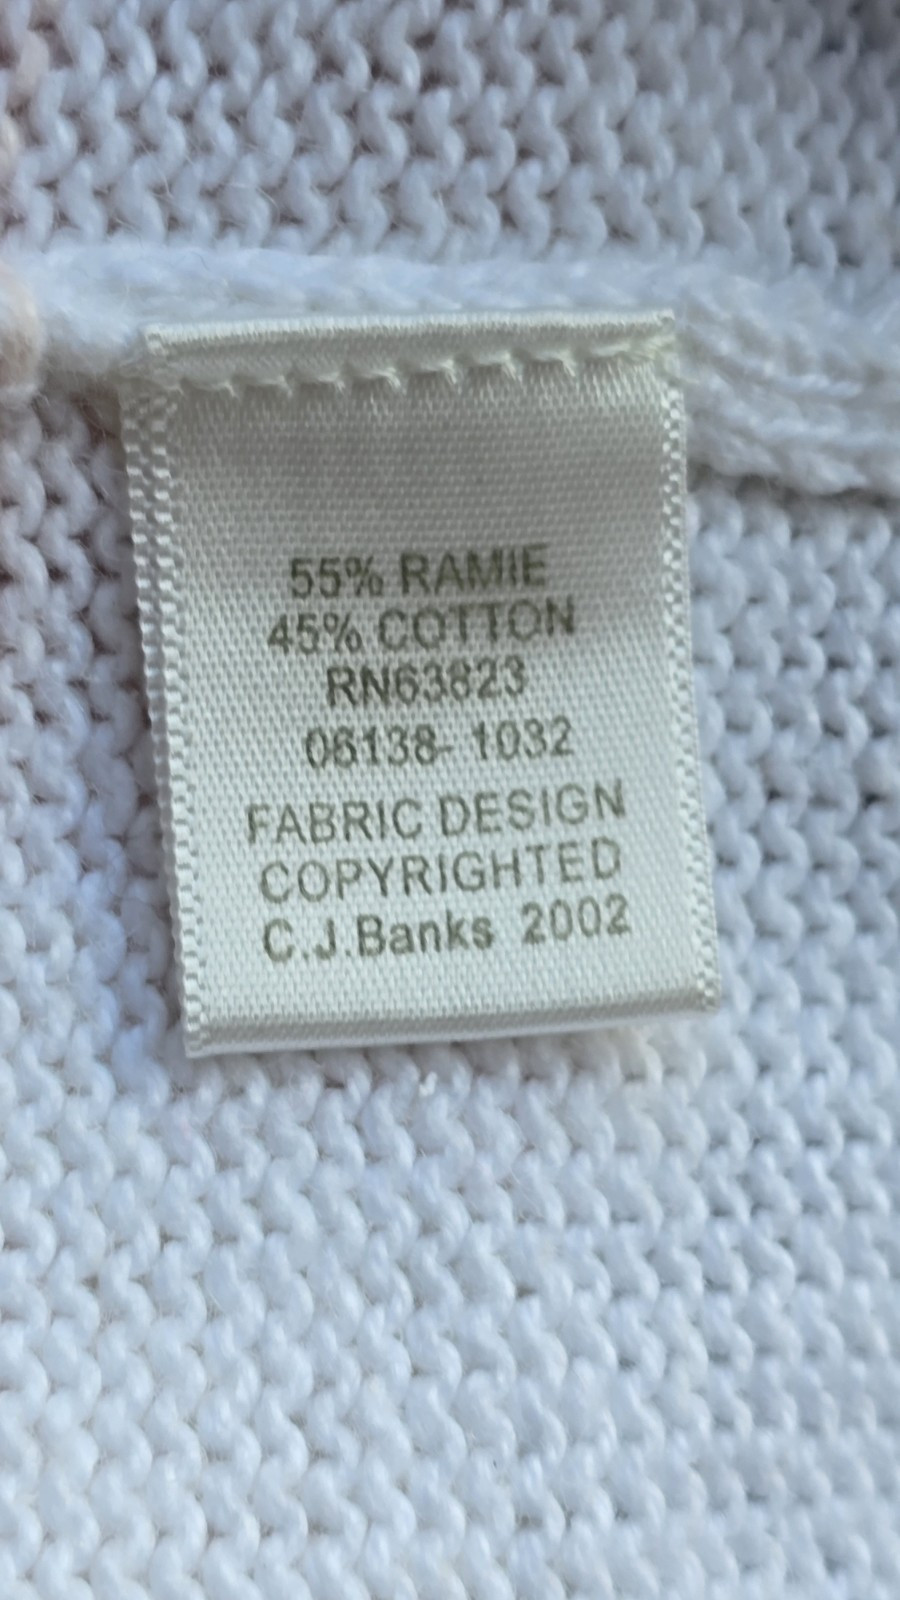 55% RAMIE
45% COTTON
RN63823
06138- 1032
FABRIC DESIGN
COPYRIGHTED
C.J.Banks 2002